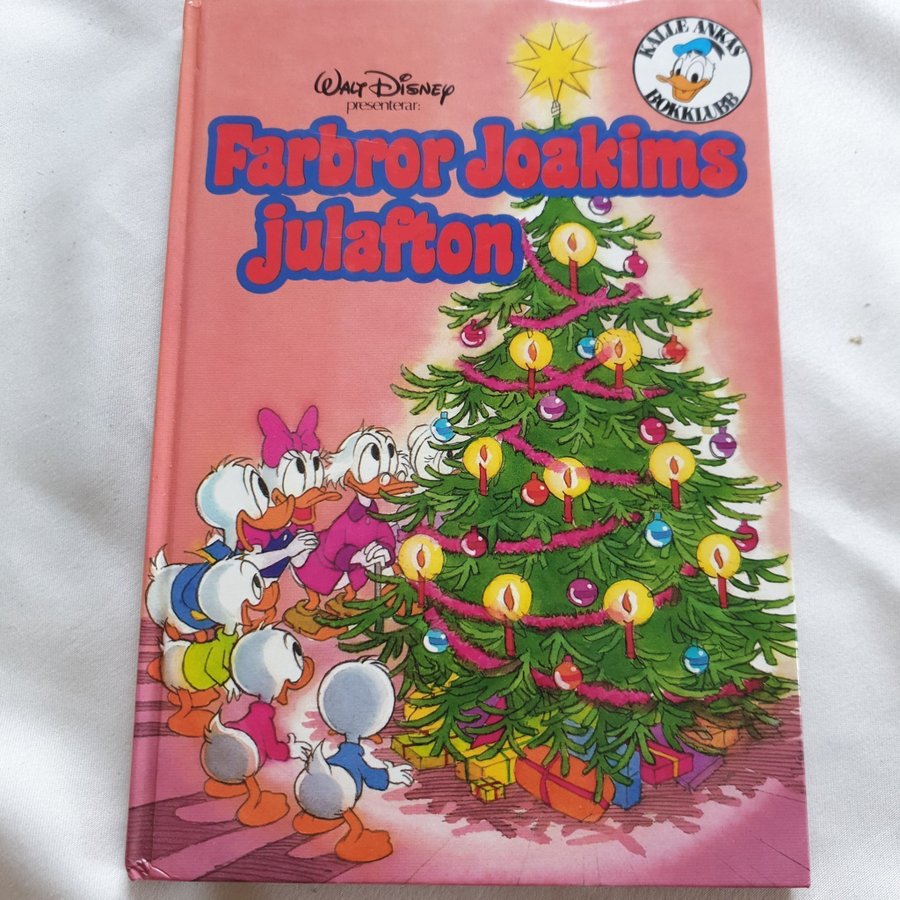 WALT DISNEY
presenterar:
KALLE ANKAS
BOKKLUBB
Farbror Joakims
julafton